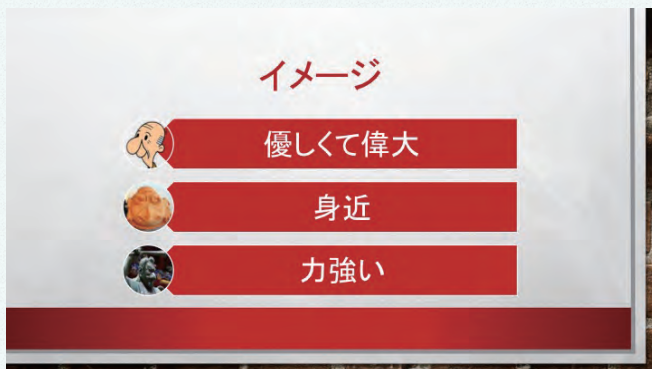 イメージ
優しくて偉大
身近
力強い